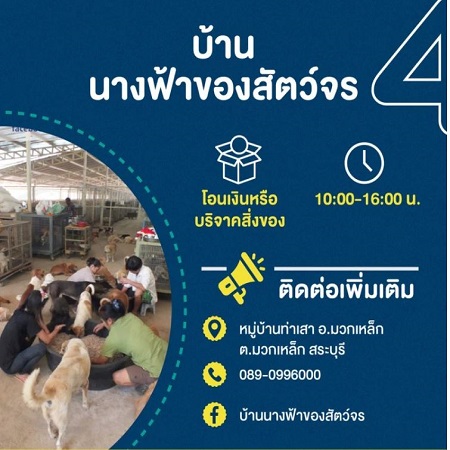 บ้าน
นางฟ้าของสัตว์จร
4
โอนเงินหรือ
บริจาคสิ่งของ
10:00-16:00 น.
ติดต่อเพิ่มเติม
หมู่บ้านท่าเสา อ.มวกเหล็ก
ต.มวกเหล็ก สระบุรี
089-0996000
บ้านนางฟ้าของสัตว์จร